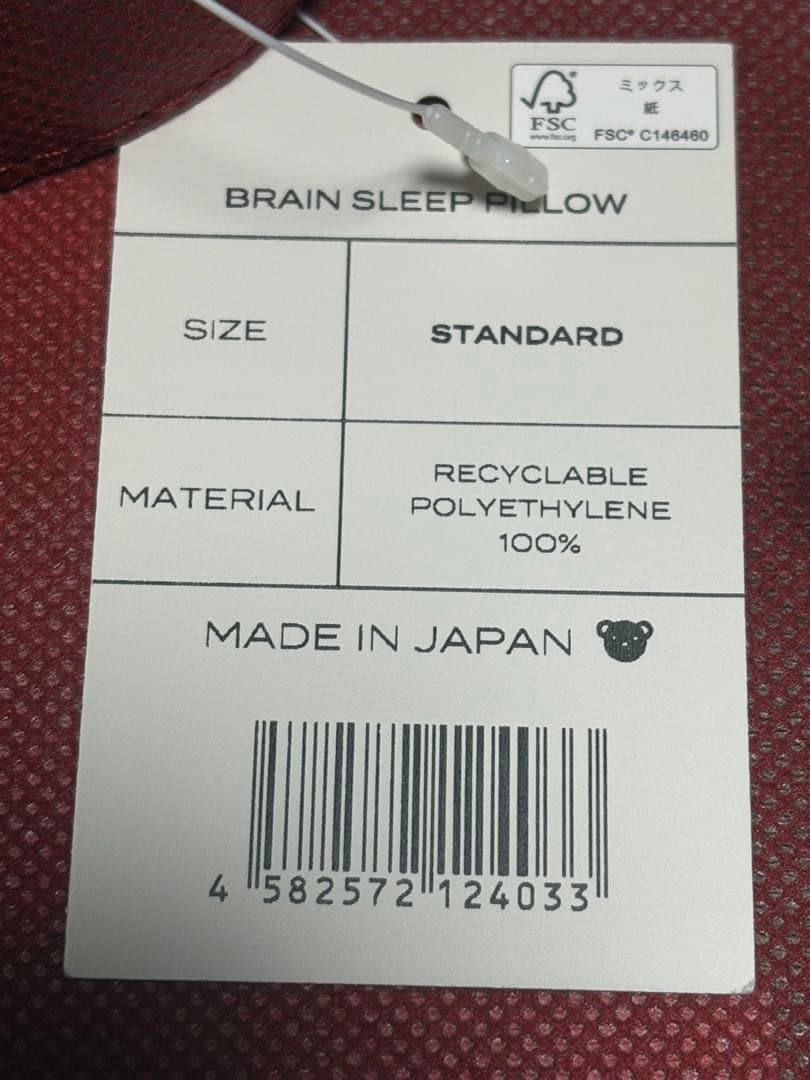 FSC®
www.fsc.org
ミックス
紙
FSC® C146460
BRAIN SLEEP PILLOW
SIZE
STANDARD
MATERIAL
RECYCLABLE
POLYETHYLENE
100%
MADE IN JAPAN
4 582572 124033